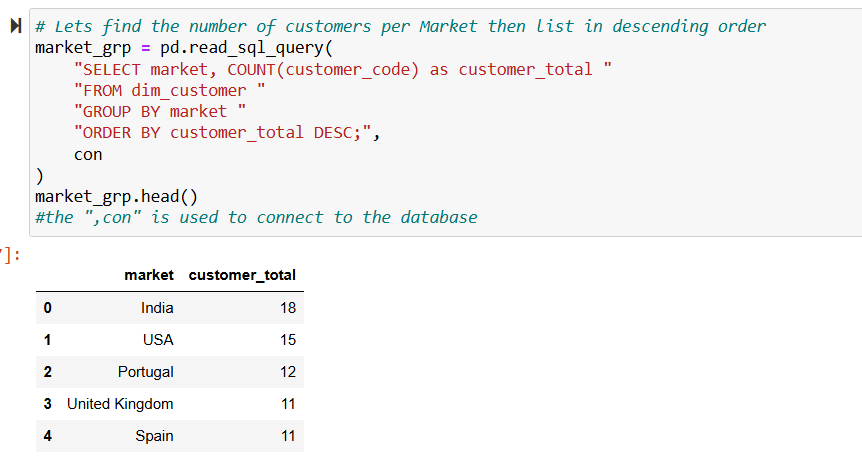 # Lets find the number of customers per Market then list in descending order
market_grp = pd.read_sql_query(
    "SELECT market, COUNT(customer_code) as customer_total "
    "FROM dim_customer "
    "GROUP BY market "
    "ORDER BY customer_total DESC;",
    con
)
market_grp.head()
#the ",con" is used to connect to the database
]:
market customer_total
0 India 18
1 USA 15
2 Portugal 12
3 United Kingdom 11
4 Spain 11